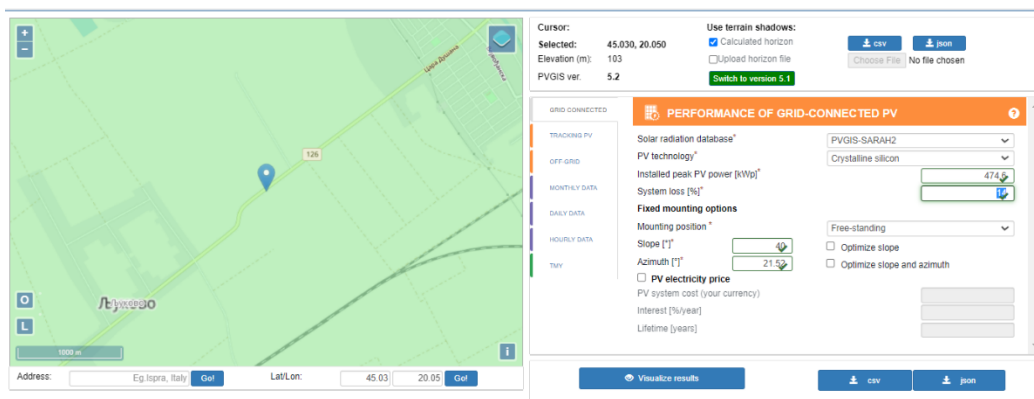 +
−
Цара Душана
126
O
L
1000 m
i
Address:
Eg.Ispra, Italy
Go!
Lat/Lon:
45.03
20.05
Go!
Cursor:
Selected:
45.030, 20.050
Elevation (m):
103
PVGIS ver.
5.2
Use terrain shadows:
Calculated horizon
Upload horizon file
Switch to version 5.1
csv
json
Choose File
No file chosen
GRID CONNECTED
TRACKING PV
OFF GRID
MONTHLY DATA
DAILY DATA
HOURLY DATA
TMY
PERFORMANCE OF GRID-CONNECTED PV
?
Solar radiation database*
PVGIS-SARAH2
PV technology*
Crystalline silicon
Installed peak PV power [kWp]*
474.6
System loss [%]*
14
Fixed mounting options
Mounting position *
Free-standing
Slope [°]*
40
Optimize slope
Azimuth [°]*
21.52
Optimize slope and azimuth
PV electricity price
PV system cost (your currency)
Interest [%/year]
Lifetime [years]
Visualize results
csv
json